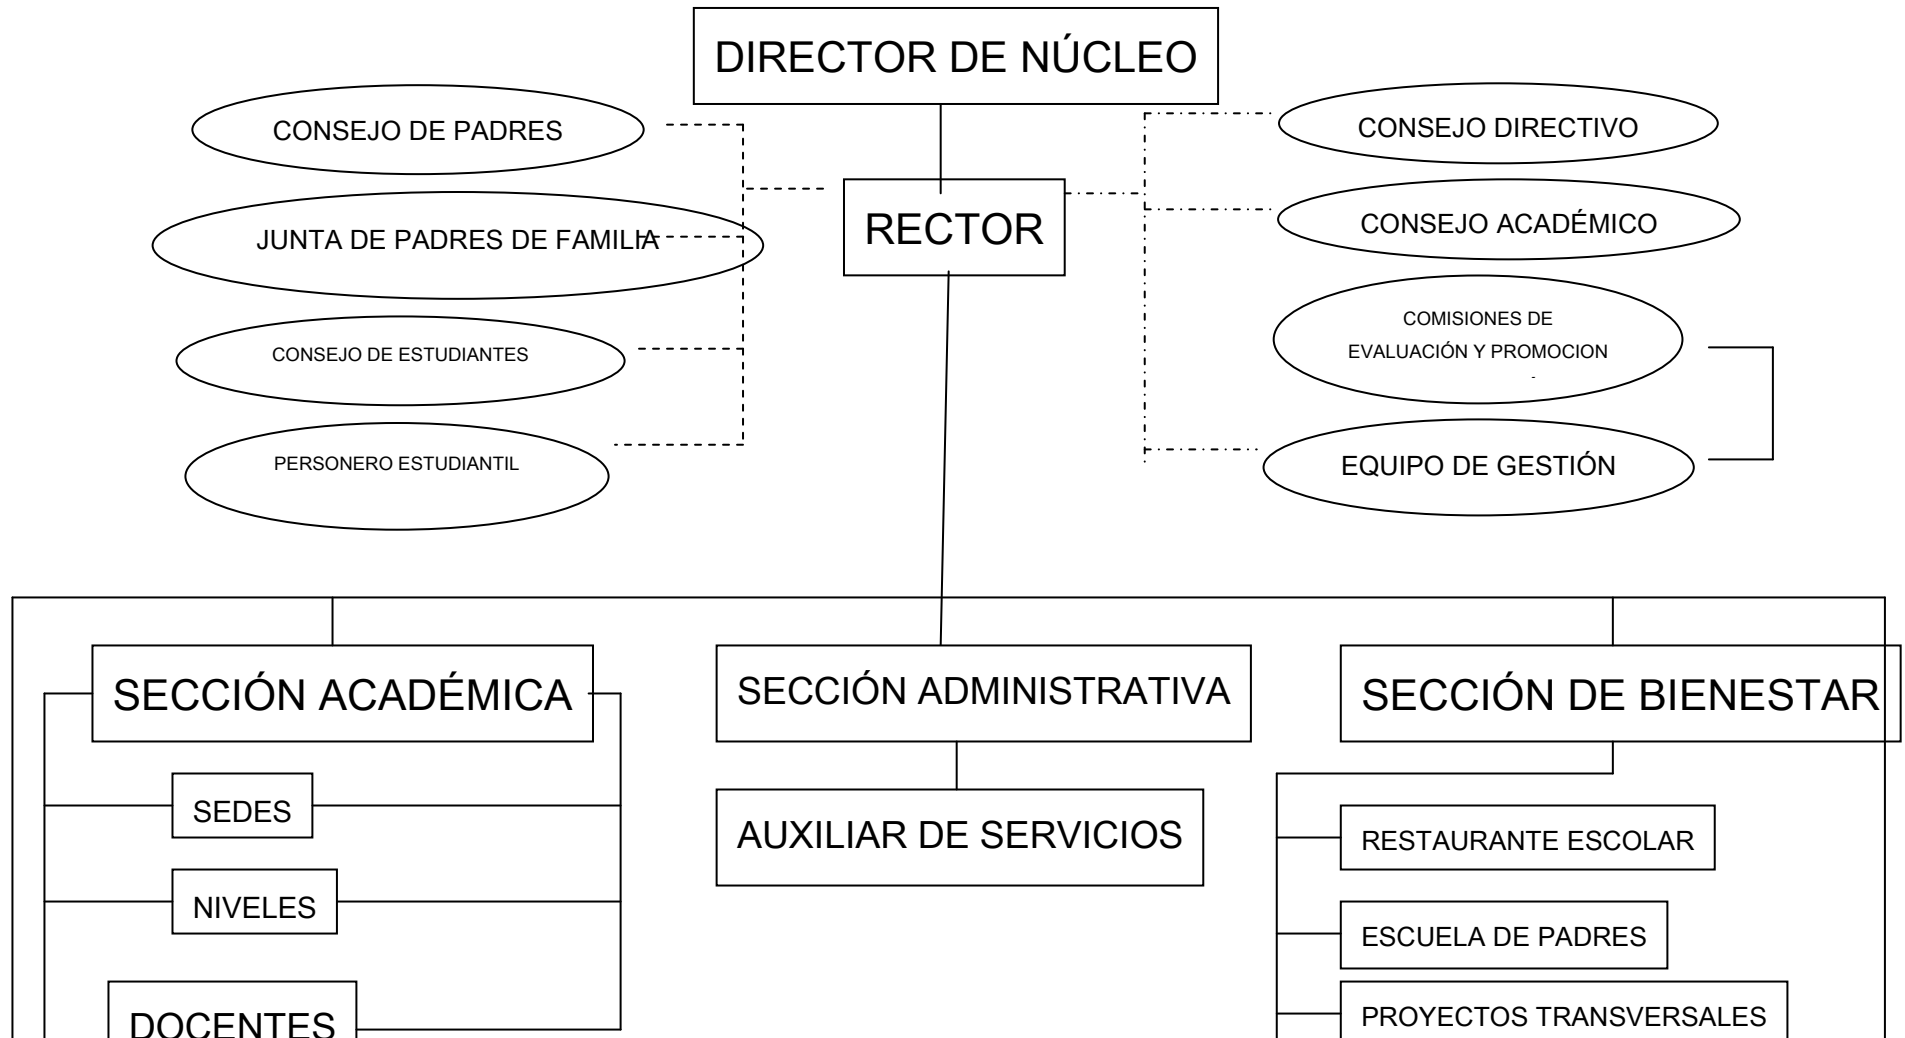 DIRECTOR DE NÚCLEO
CONSEJO DE PADRES
CONSEJO DIRECTIVO
RECTOR
CONSEJO ACADÉMICO
JUNTA DE PADRES DE FAMILIA
COMISIONES DE
EVALUACIÓN Y PROMOCION
CONSEJO DE ESTUDIANTES
PERSONERO ESTUDIANTIL
EQUIPO DE GESTIÓN
SECCIÓN ACADÉMICA
SECCIÓN ADMINISTRATIVA
SECCIÓN DE BIENESTAR
SEDES
AUXILIAR DE SERVICIOS
RESTAURANTE ESCOLAR
NIVELES
ESCUELA DE PADRES
DOCENTES
PROYECTOS TRANSVERSALES